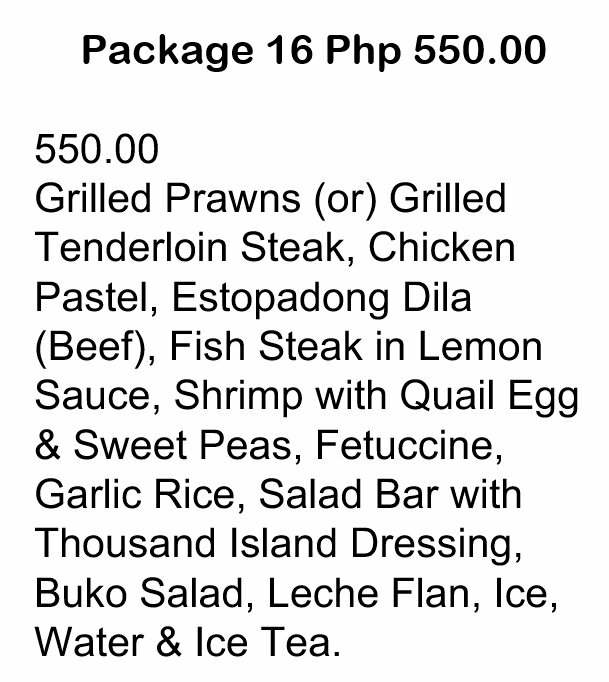 Package 16 Php 550.00
550.00
Grilled Prawns (or) Grilled
Tenderloin Steak, Chicken
Pastel, Estopadong Dila
(Beef), Fish Steak in Lemon
Sauce, Shrimp with Quail Egg
& Sweet Peas, Fetuccine,
Garlic Rice, Salad Bar with
Thousand Island Dressing,
Buko Salad, Leche Flan, Ice,
Water & Ice Tea.